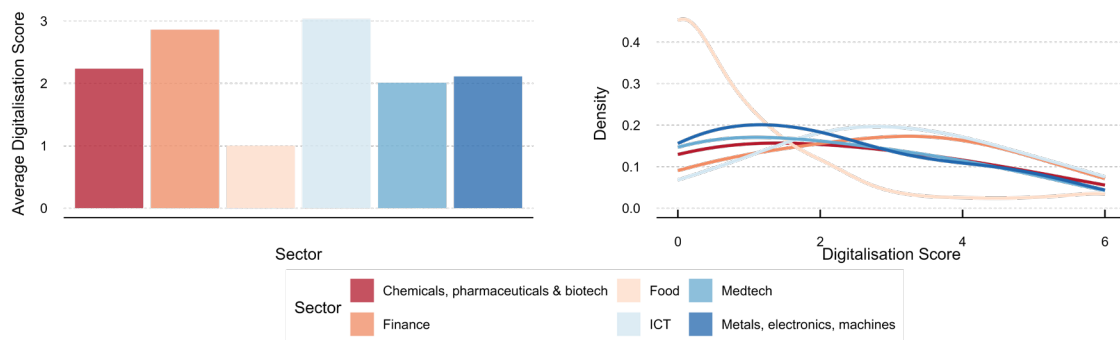 Average Digitalisation Score
3
2
1
0
Sector
Density
0.4
0.3
0.2
0.1
0.0
0 2 4 6
Digitalisation Score
Sector
Chemicals, pharmaceuticals & biotech
Finance
Food
ICT
Medtech
Metals, electronics, machines